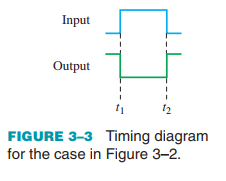 Input
Output
t1 t2
FIGURE 3–3 Timing diagram
for the case in Figure 3–2.